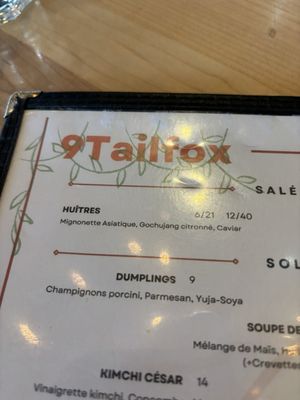 9Tailfox
SALÉ
HUÎTRES 6/21 12/40
Mignonette Asiatique, Gochujang citronné, Caviar
SOL
DUMPLINGS 9
Champignons porcini, Parmesan, Yuja-Soya
SOUPE DE
Mélange de Maïs,
(+Crevette
KIMCHI CÉSAR 14
Vinaigrette kimchi,